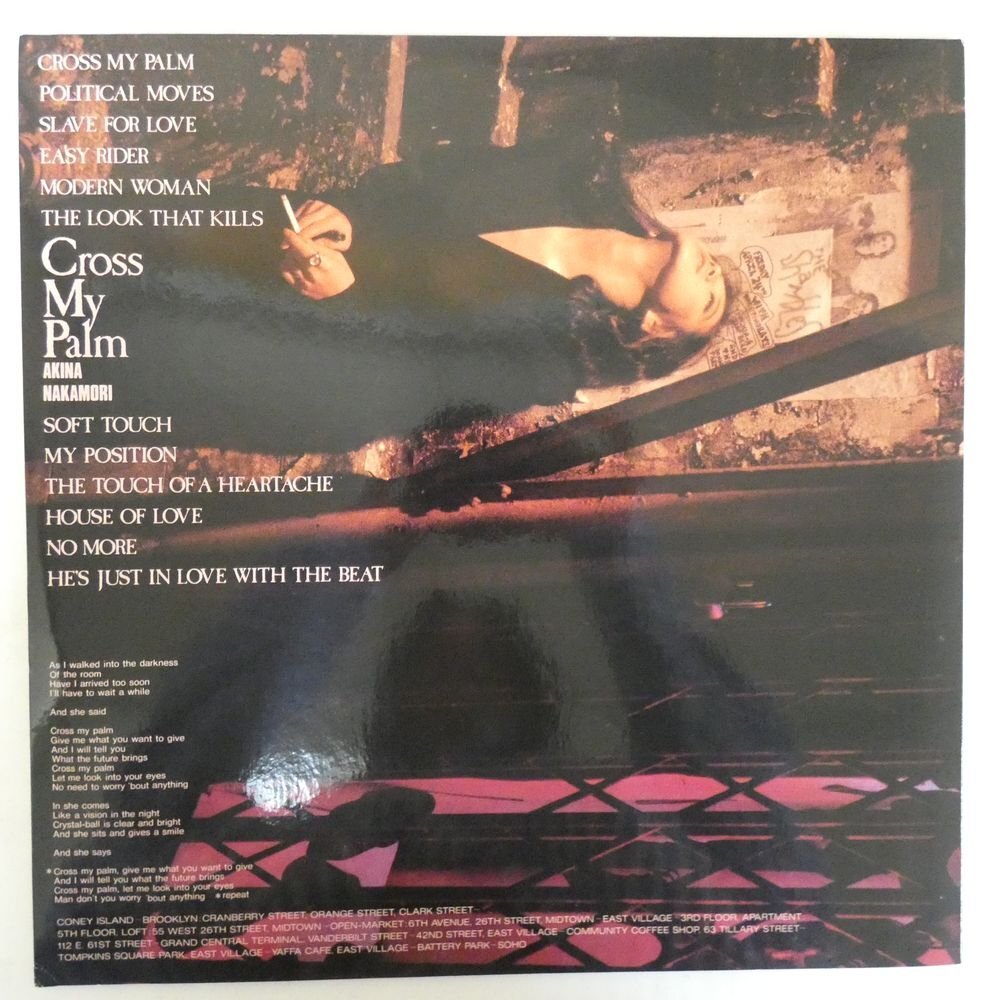 CROSS MY PALM
POLITICAL MOVES
SLAVE FOR LOVE
EASY RIDER
MODERN WOMAN
THE LOOK THAT KILLS
Cross
My
Palm
AKINA
NAKAMORI
SOFT TOUCH
MY POSITION
THE TOUCH OF A HEARTACHE
HOUSE OF LOVE
NO MORE
HE'S JUST IN LOVE WITH THE BEAT
As I walked into the darkness
Of the room
Have I arrived too soon
I'll have to wait a while
And she said
Cross my palm
Give me what you want to give
And I will tell you
What the future brings
Cross my palm
Let me look into your eyes
No need to worry 'bout anything
In she comes
Like a vision in the night
Crystal-ball is clear and bright
And she sits and gives a smile
And she says
*Cross my palm, give me what you want to give
And I will tell you what the future brings
Cross my palm, let me look into your eyes
Man don't you worry 'bout anything *repeat
CONEY ISLAND—BROOKLYN: CRANBERRY STREET, ORANGE STREET, CLARK STREET—
5TH FLOOR, LOFT: 55 WEST 26TH STREET, MIDTOWN—OPEN-MARKET: 6TH AVENUE, 26TH STREET, MIDTOWN—EAST VILLAGE—3RD FLOOR, APARTMENT:
112 E. 61ST STREET—GRAND CENTRAL TERMINAL, VANDERBILT STREET—42ND STREET, EAST VILLAGE—COMMUNITY COFFEE SHOP, 63 TILLARY STREET—
TOMPKINS SQUARE PARK, EAST VILLAGE—YAFFA CAFE, EAST VILLAGE—BATTERY PARK—SOHO
THE